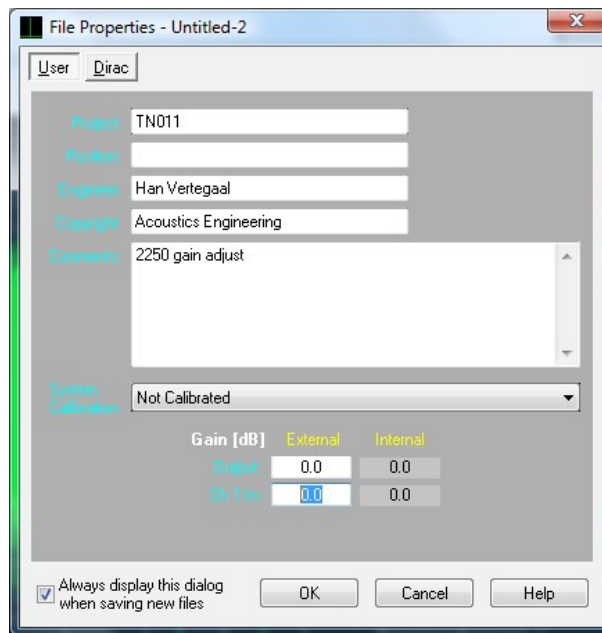 File Properties - Untitled-2
User Dirac
Project TN011
Position
Engineer Han Vertegaal
Copyright Acoustics Engineering
Comments 2250 gain adjust
System
Calibration Not Calibrated
Gain [dB] External Internal
Output 0.0 0.0
Ch 1 In 0.0 0.0
Always display this dialog
when saving new files
OK Cancel Help